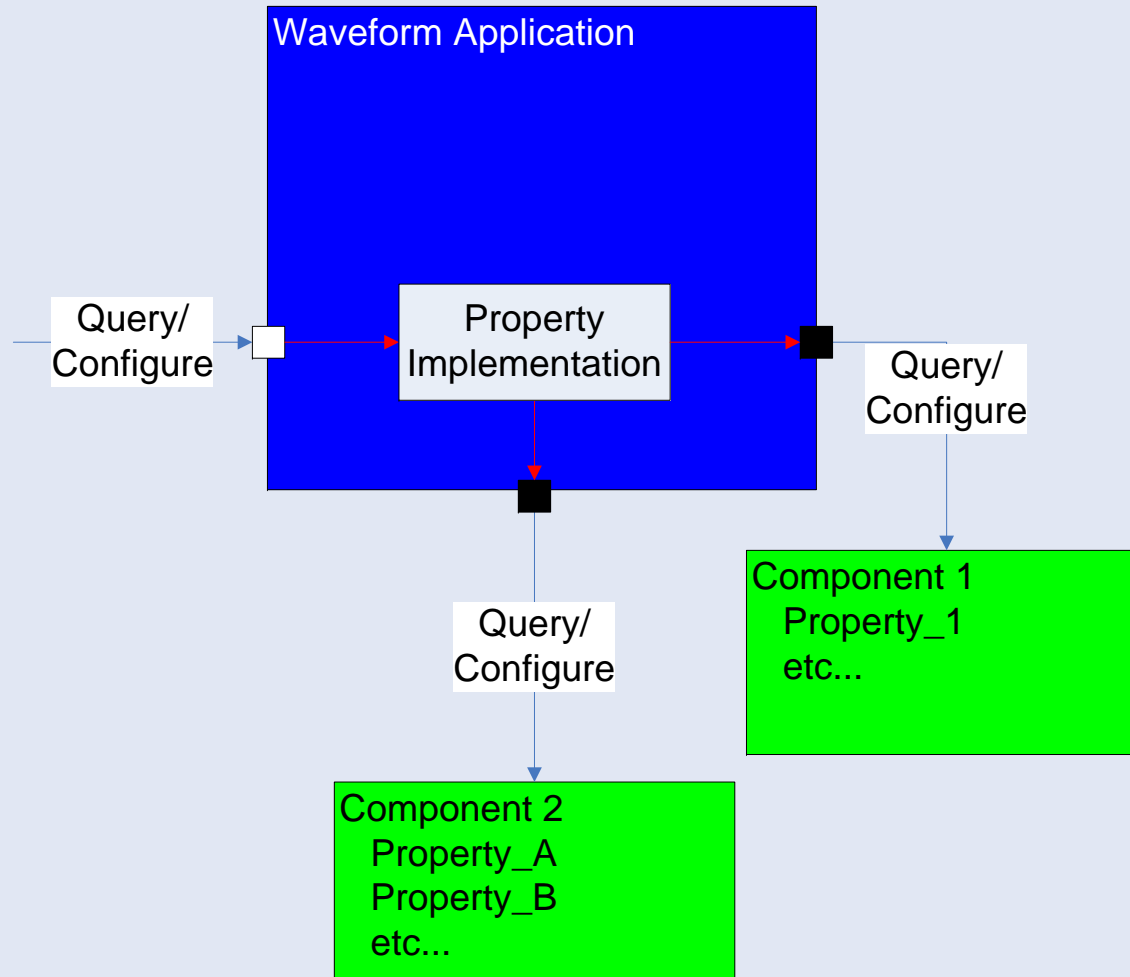 Waveform Application
Query/
Configure
Property
Implementation
Query/
Configure
Query/
Configure
Component 1
Property_1
etc...
Component 2
Property_A
Property_B
etc...